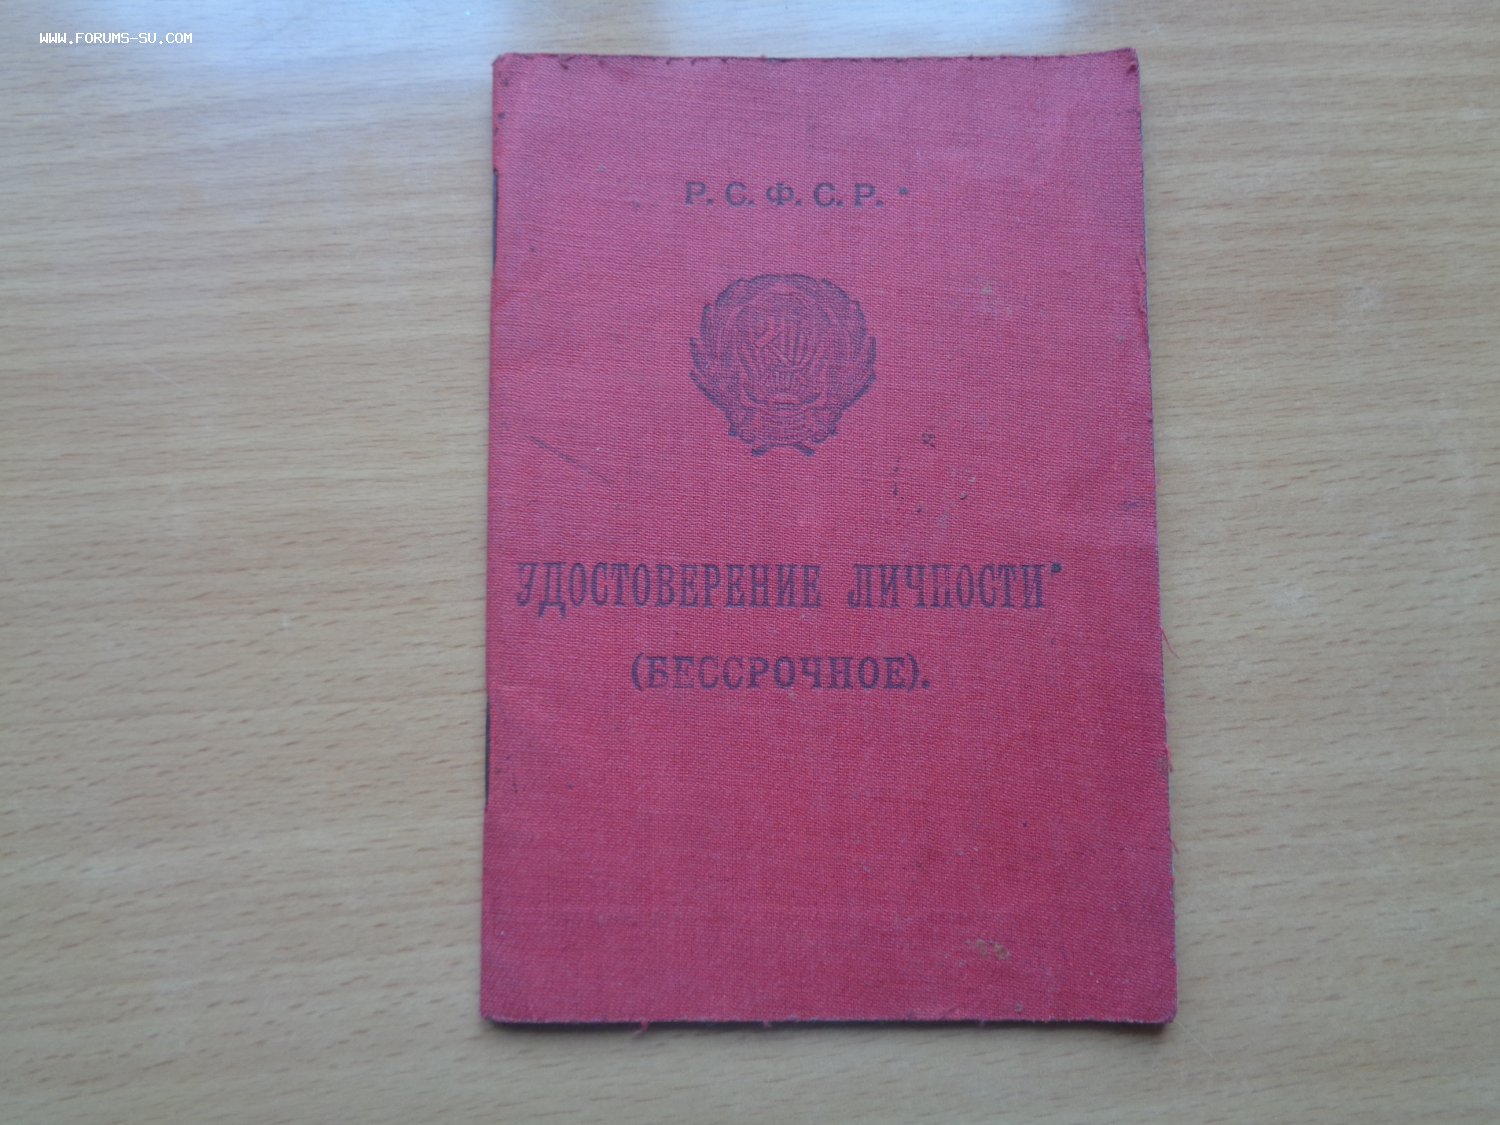 WWW.FORUMS-SU.COM
Р. С. Ф. С. Р.
УДОСТОВЕРЕНИЕ ЛИЧНОСТИ
(БЕССРОЧНОЕ).